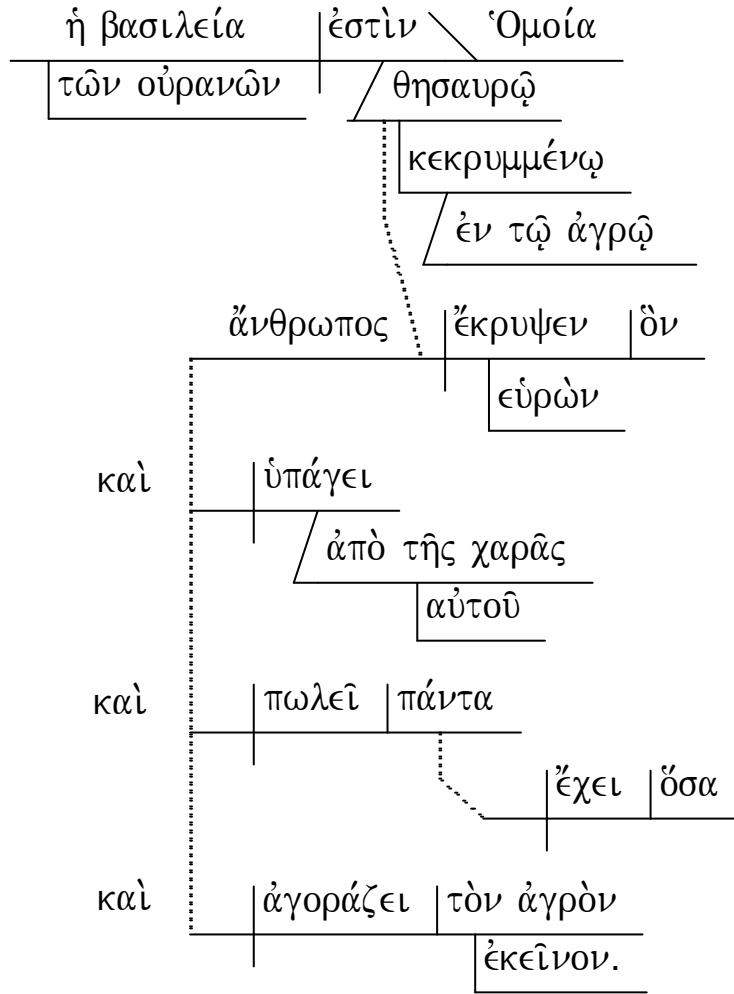 ἡ βασιλεία ἐστὶν Ὁμοία
τῶν οὐρανῶν θησαυρῷ
κεκρυμμένῳ
ἐν τῷ ἀγρῷ
ἄνθρωπος ἔκρυψεν ὃν
εὑρὼν
καὶ ὑπάγει
ἀπὸ τῆς χαρᾶς
αὐτοῦ
καὶ πωλεῖ πάντα
ἔχει ὅσα
καὶ ἀγοράζει τὸν ἀγρὸν
ἐκεῖνον.